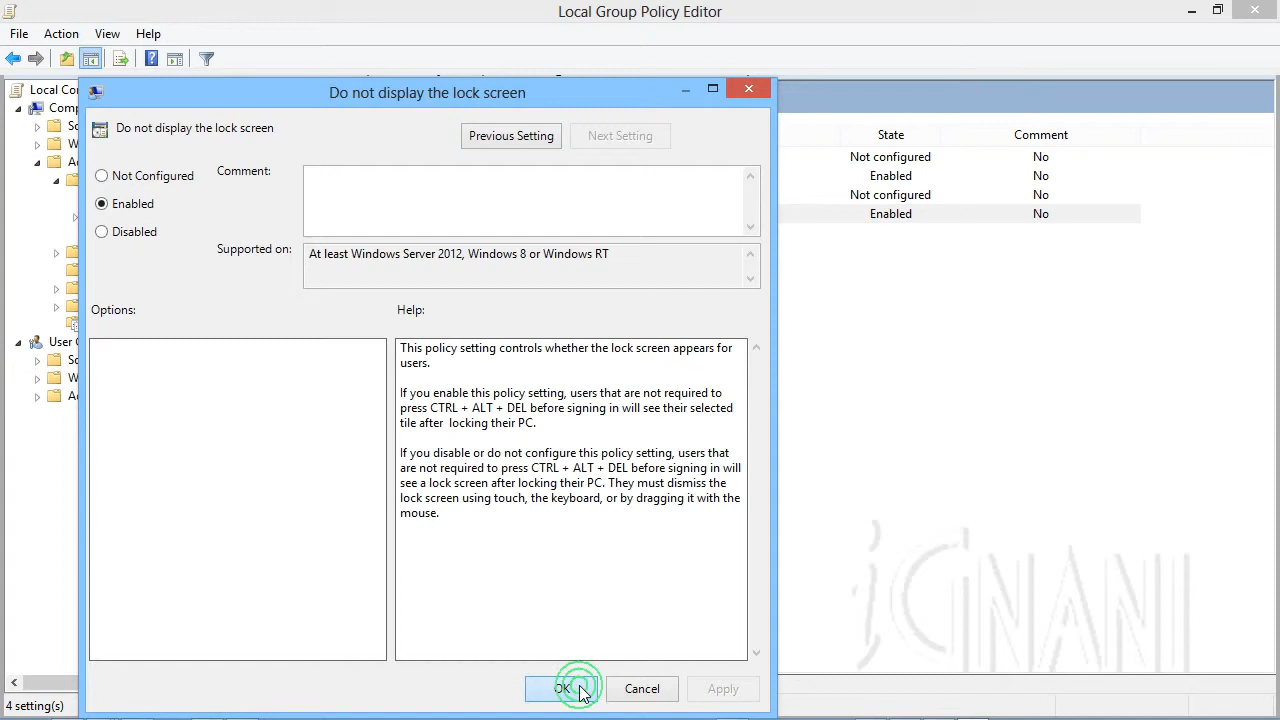 Local Group Policy Editor
File Action View Help
Local Con
Comp
So
W
Ac
User C
So
W
Ac
Do not display the lock screen
Do not display the lock screen
Previous Setting
Next Setting
Not Configured
Enabled
Disabled
Comment:
Supported on:
At least Windows Server 2012, Windows 8 or Windows RT
Options:
Help:
This policy setting controls whether the lock screen appears for
users.
If you enable this policy setting, users that are not required to
press CTRL + ALT + DEL before signing in will see their selected
tile after locking their PC.
If you disable or do not configure this policy setting, users that
are not required to press CTRL + ALT + DEL before signing in will
see a lock screen after locking their PC. They must dismiss the
lock screen using touch, the keyboard, or by dragging it with the
mouse.
OK
Cancel
Apply
State Comment
Not configured No
Enabled No
Not configured No
Enabled No
iGNANI
4 setting(s)